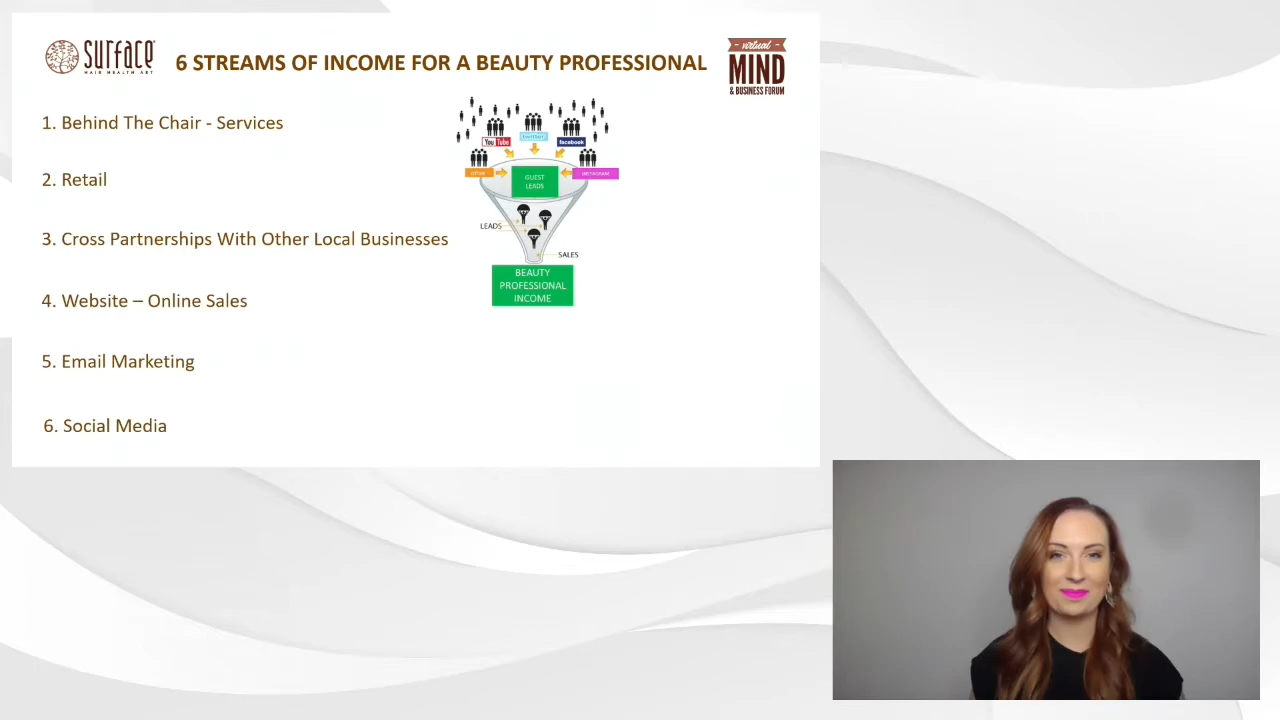 surface
HAIR HEALTH ART
6 STREAMS OF INCOME FOR A BEAUTY PROFESSIONAL
virtual
MIND
& BUSINESS FORUM
1. Behind The Chair - Services
2. Retail
3. Cross Partnerships With Other Local Businesses
4. Website – Online Sales
5. Email Marketing
6. Social Media
YouTube
facebook
INSTAGRAM
GUEST
LEADS
LEADS
SALES
BEAUTY
PROFESSIONAL
INCOME